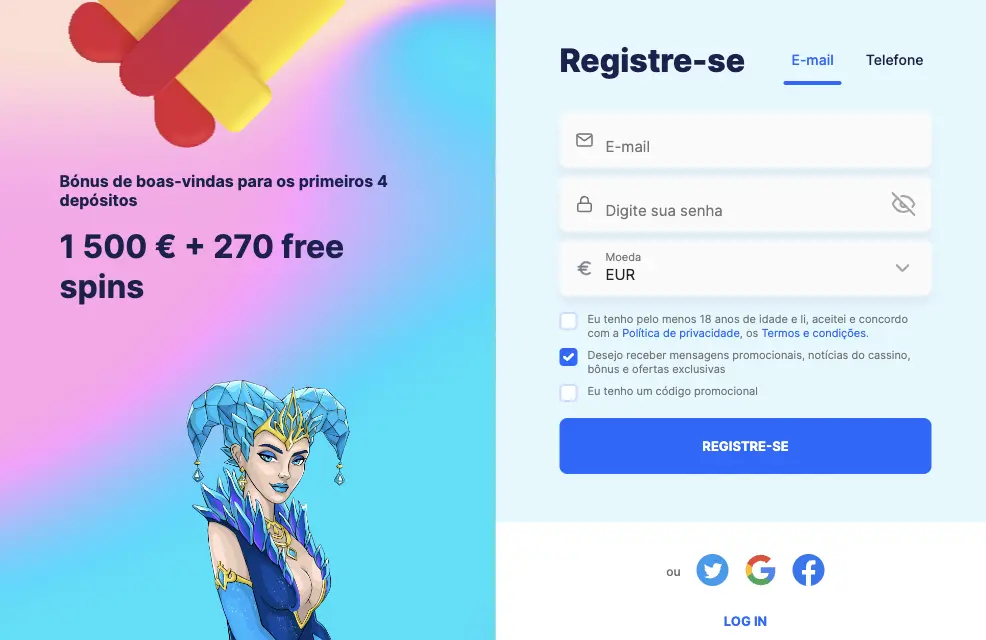 Bónus de boas-vindas para os primeiros 4
depósitos
1 500 € + 270 free
spins
Registre-se
E-mail
Telefone
E-mail
Digite sua senha
Moeda
€ EUR
Eu tenho pelo menos 18 anos de idade e li, aceitei e concordo
com a Política de privacidade, os Termos e condições.
Desejo receber mensagens promocionais, notícias do cassino,
bônus e ofertas exclusivas
Eu tenho um código promocional
REGISTRE-SE
ou
LOG IN